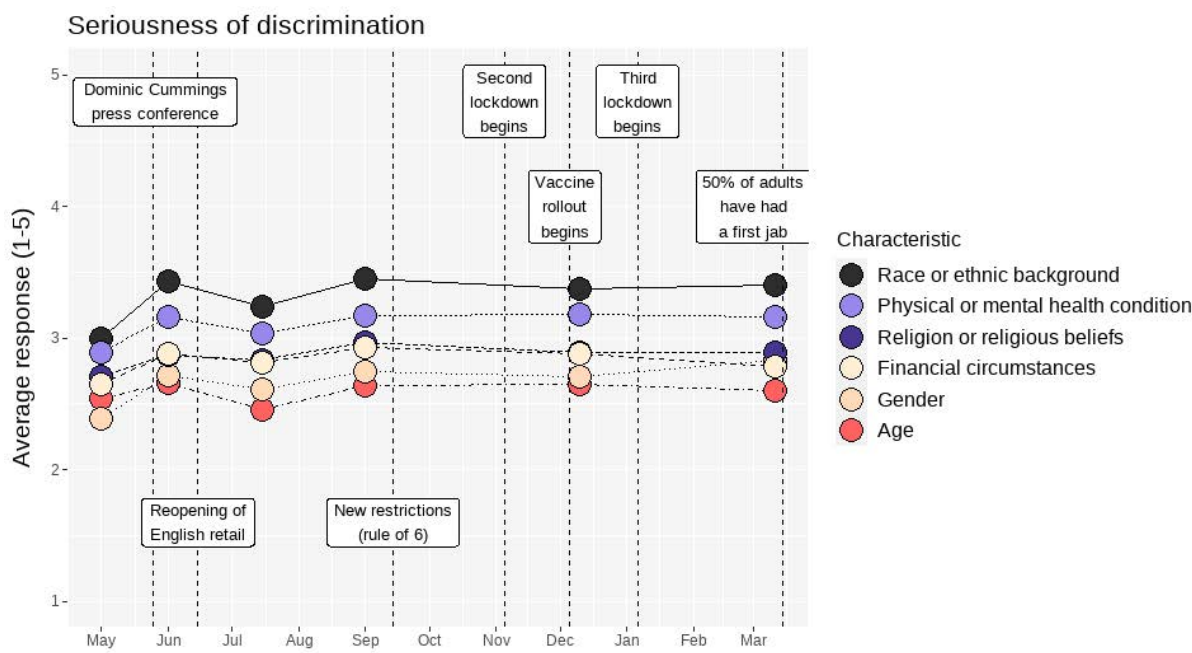 Seriousness of discrimination
Average response (1-5)
5
4
3
2
1
Dominic Cummings
press conference
Second
lockdown
begins
Third
lockdown
begins
Vaccine
rollout
begins
50% of adults
have had
a first jab
Reopening of
English retail
New restrictions
(rule of 6)
May
Jun
Jul
Aug
Sep
Oct
Nov
Dec
Jan
Feb
Mar
Characteristic
Race or ethnic background
Physical or mental health condition
Religion or religious beliefs
Financial circumstances
Gender
Age